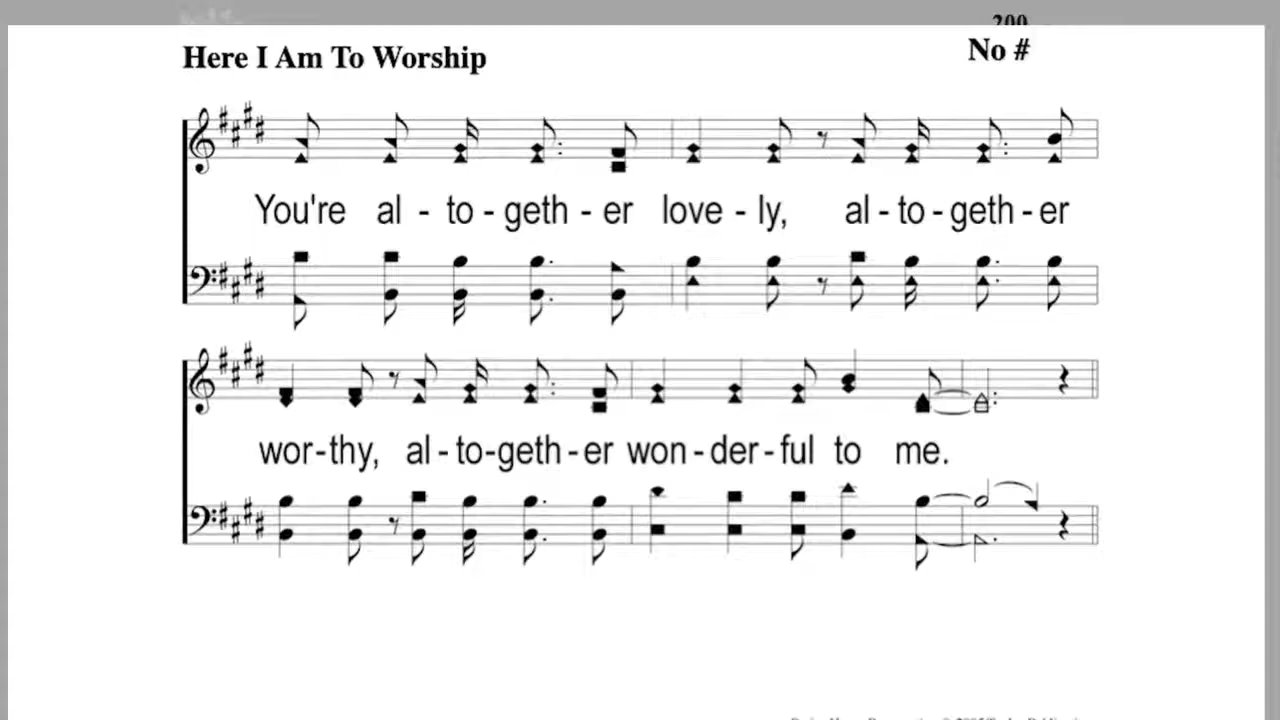 200
Here I Am To Worship
No #
You're al - to - geth - er love - ly, al - to - geth - er
wor - thy, al - to - geth - er won - der - ful to me.